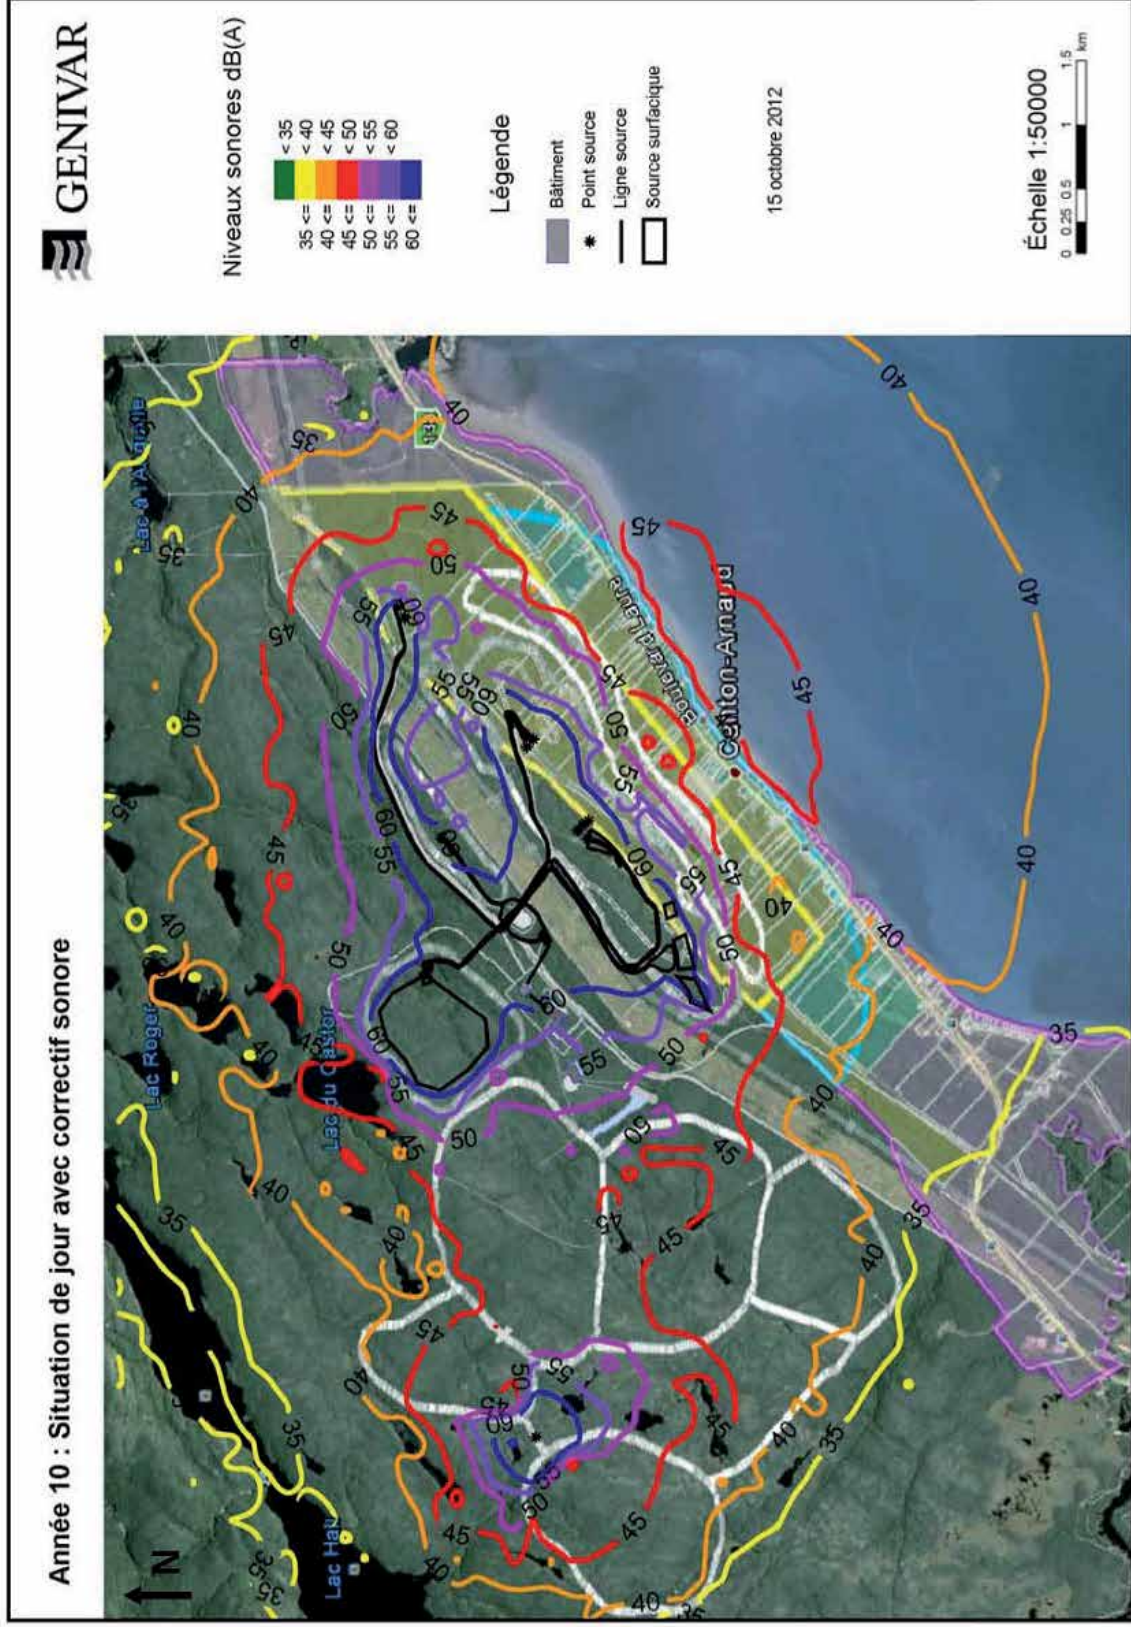 Année 10 : Situation de jour avec correctif sonore
GENIVAR
Niveaux sonores dB(A)
< 35
35 <= < 40
40 <= < 45
45 <= < 50
50 <= < 55
55 <= < 60
60 <=
Légende
Bâtiment
Point source
Ligne source
Source surfacique
15 octobre 2012
Échelle 1:50000
0 0.25 0.5 1 1.5
km
N
Lac Hall
Lac du Castor
Lac Roger
Boulevard Laure
35
40
45
50
55
60